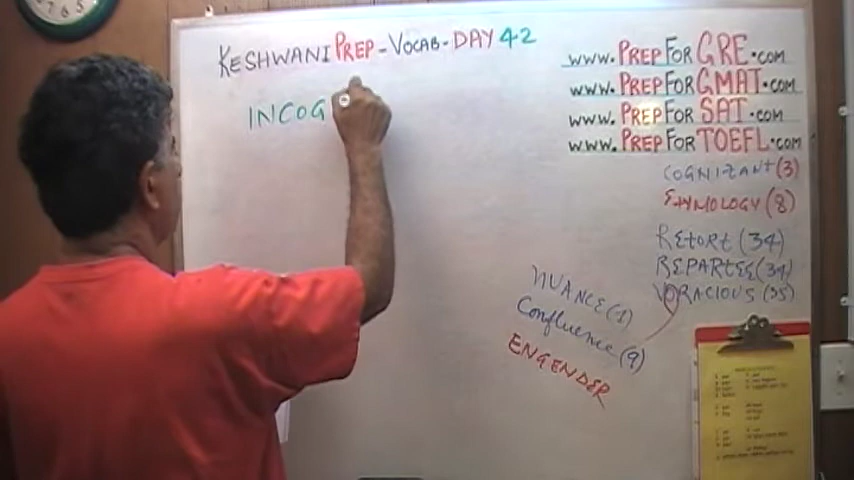 KESHWANI PREP - VOCAB - DAY 42
INCOG
www.PREPFORGRE.com
www.PREPFORGMAT.com
www.PREPFORSAT.com
www.PREPFORTOEFL.com
COGNIZANT (3)
ETYMOLOGY (8)
RETORT (34)
REPARTEE (34)
VORACIOUS (35)
NUANCE (1)
Confluence (9)
ENGENDER